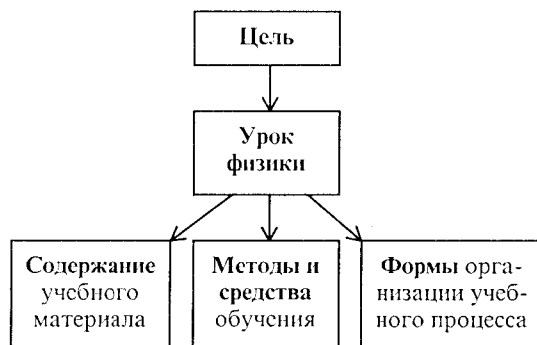 Цель
Урок
физики
Содержание
учебного
материала
Методы и
средства
обучения
Формы орга-
низации учеб-
ного процесса